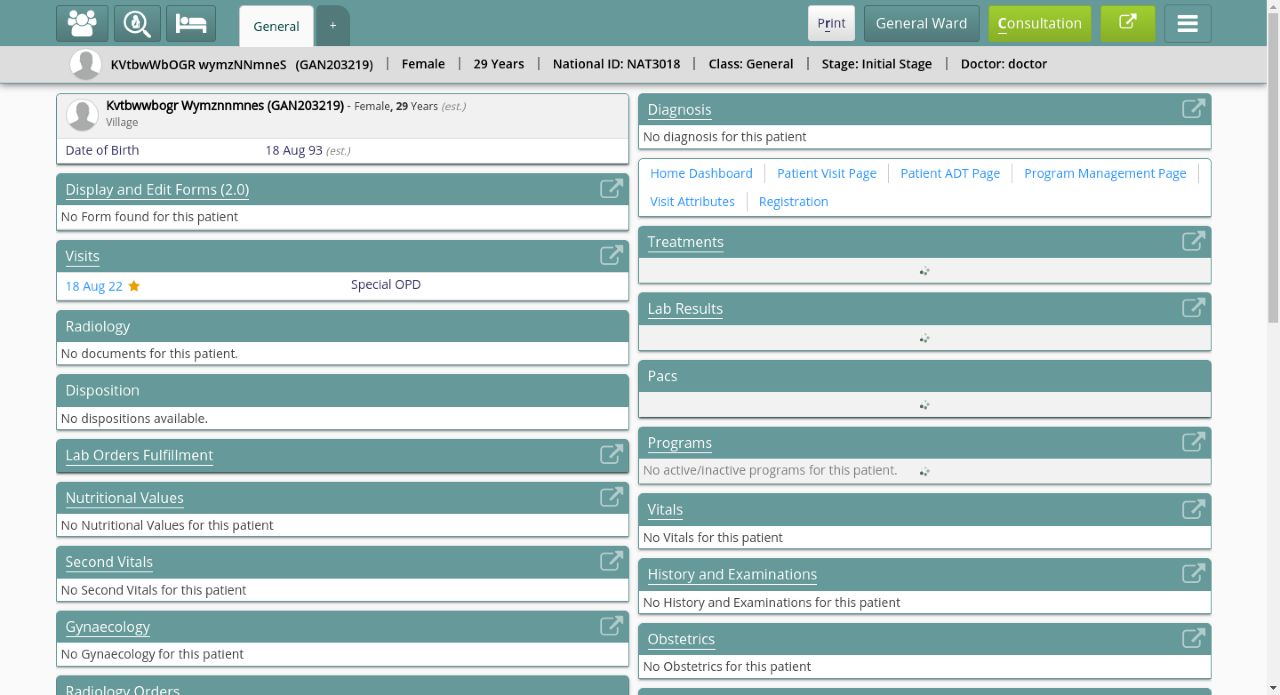 General
+
Print
General Ward
Consultation
KVtbwWbOGR wymzNNmneS (GAN203219) | Female | 29 Years | National ID: NAT3018 | Class: General | Stage: Initial Stage | Doctor: doctor
Kvtbwwbogr Wymznnmnes (GAN203219) - Female, 29 Years (est.)
Village
Date of Birth 18 Aug 93 (est.)
Display and Edit Forms (2.0)
No Form found for this patient
Visits
18 Aug 22 Special OPD
Radiology
No documents for this patient.
Disposition
No dispositions available.
Lab Orders Fulfillment
Nutritional Values
No Nutritional Values for this patient
Second Vitals
No Second Vitals for this patient
Gynaecology
No Gynaecology for this patient
Radiology Orders
Diagnosis
No diagnosis for this patient
Home Dashboard | Patient Visit Page | Patient ADT Page | Program Management Page |
Visit Attributes | Registration
Treatments
Lab Results
Pacs
Programs
No active/inactive programs for this patient.
Vitals
No Vitals for this patient
History and Examinations
No History and Examinations for this patient
Obstetrics
No Obstetrics for this patient